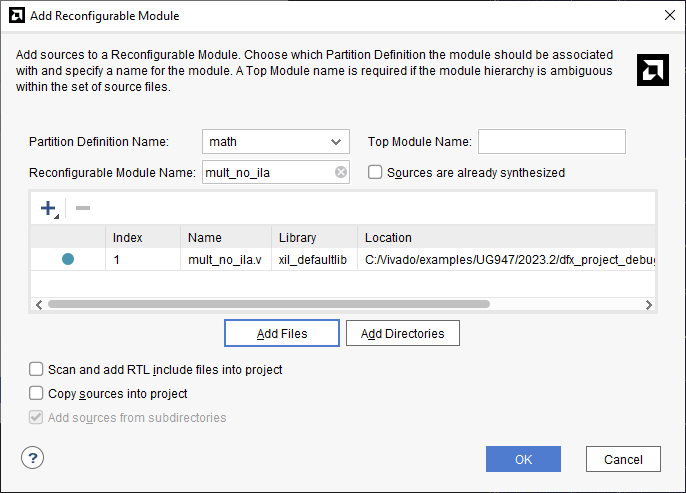 Add Reconfigurable Module
Add sources to a Reconfigurable Module. Choose which Partition Definition the module should be associated
with and specify a name for the module. A Top Module name is required if the module hierarchy is ambiguous
within the set of source files.
Partition Definition Name: math Top Module Name:
Reconfigurable Module Name: mult_no_ila Sources are already synthesized
Index Name Library Location
1 mult_no_ila.v xil_defaultlib C:/Vivado/examples/UG947/2023.2/dfx_project_debug
Add Files Add Directories
Scan and add RTL include files into project
Copy sources into project
Add sources from subdirectories
? OK Cancel